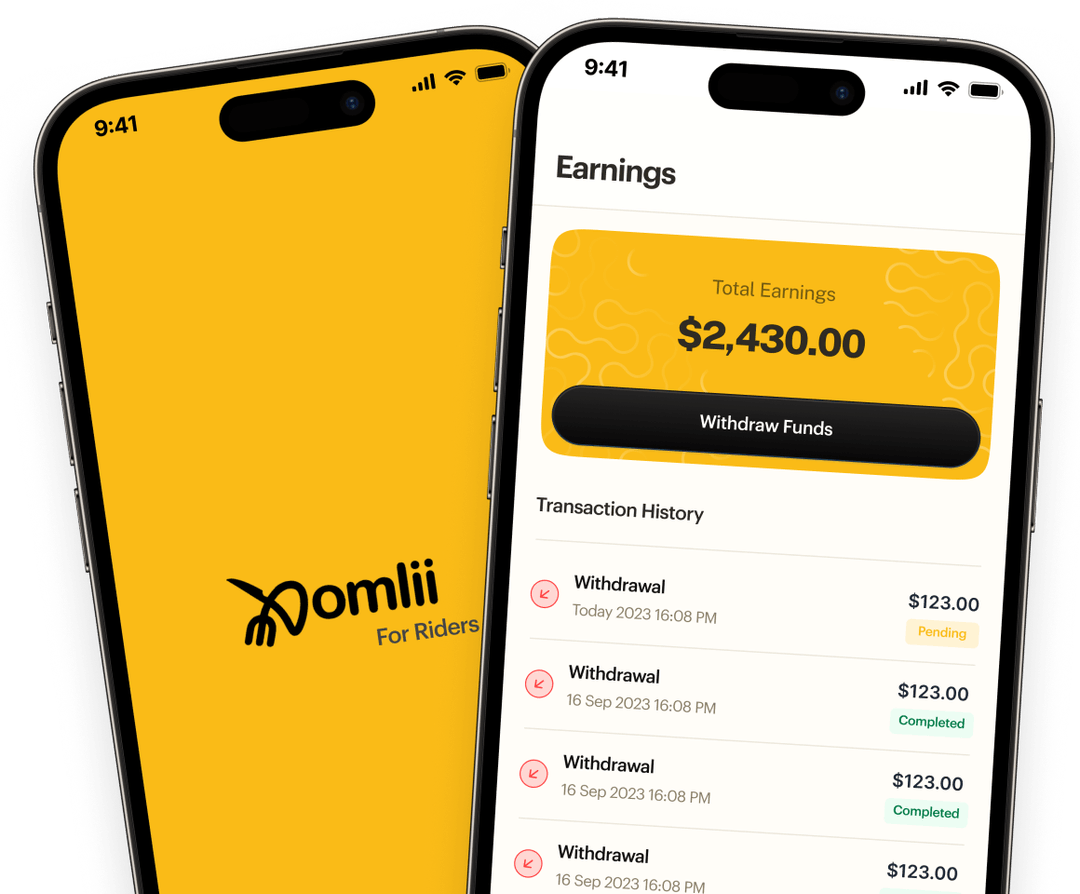 9:41
Domlii
For Riders
9:41
Earnings
Total Earnings
$2,430.00
Withdraw Funds
Transaction History
Withdrawal
$123.00
Today 2023 16:08 PM
Pending
Withdrawal
$123.00
16 Sep 2023 16:08 PM
Completed
Withdrawal
$123.00
16 Sep 2023 16:08 PM
Completed
Withdrawal
$123.00
16 Sep 2023 16:08 PM